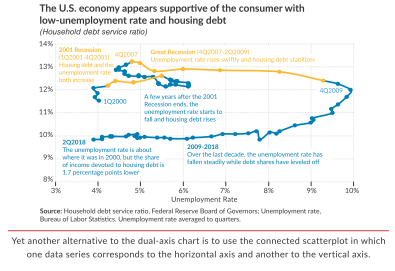 The U.S. economy appears supportive of the consumer with
low-unemployment rate and housing debt
(Household debt service ratio)
14%
13%
12%
11%
10%
9%
8%
2001 Recession
(1Q2001-4Q2001)
Housing debt and the
unemployment rate
both increase
4Q2007
Great Recession (4Q2007-2Q2009)
Unemployment rate rises swiftly and housing debt stabilizes
1Q2000
A few years after the 2001
Recession ends, the
unemployment rate starts to
fall and housing debt rises
4Q2009
2Q2018
The unemployment rate is about
where it was in 2000, but the share
of income devoted to housing debt is
1.7 percentage points lower
2009-2018
Over the last decade, the unemployment rate has
fallen steadily while debt shares have leveled off
3%
4%
5%
6%
7%
8%
9%
10%
Unemployment Rate
Source: Household debt service ratio, Federal Reserve Board of Governors; Unemployment rate,
Bureau of Labor Statistics. Unemployment rate averaged to quarters.
Yet another alternative to the dual-axis chart is to use the connected scatterplot in which
one data series corresponds to the horizontal axis and another to the vertical axis.